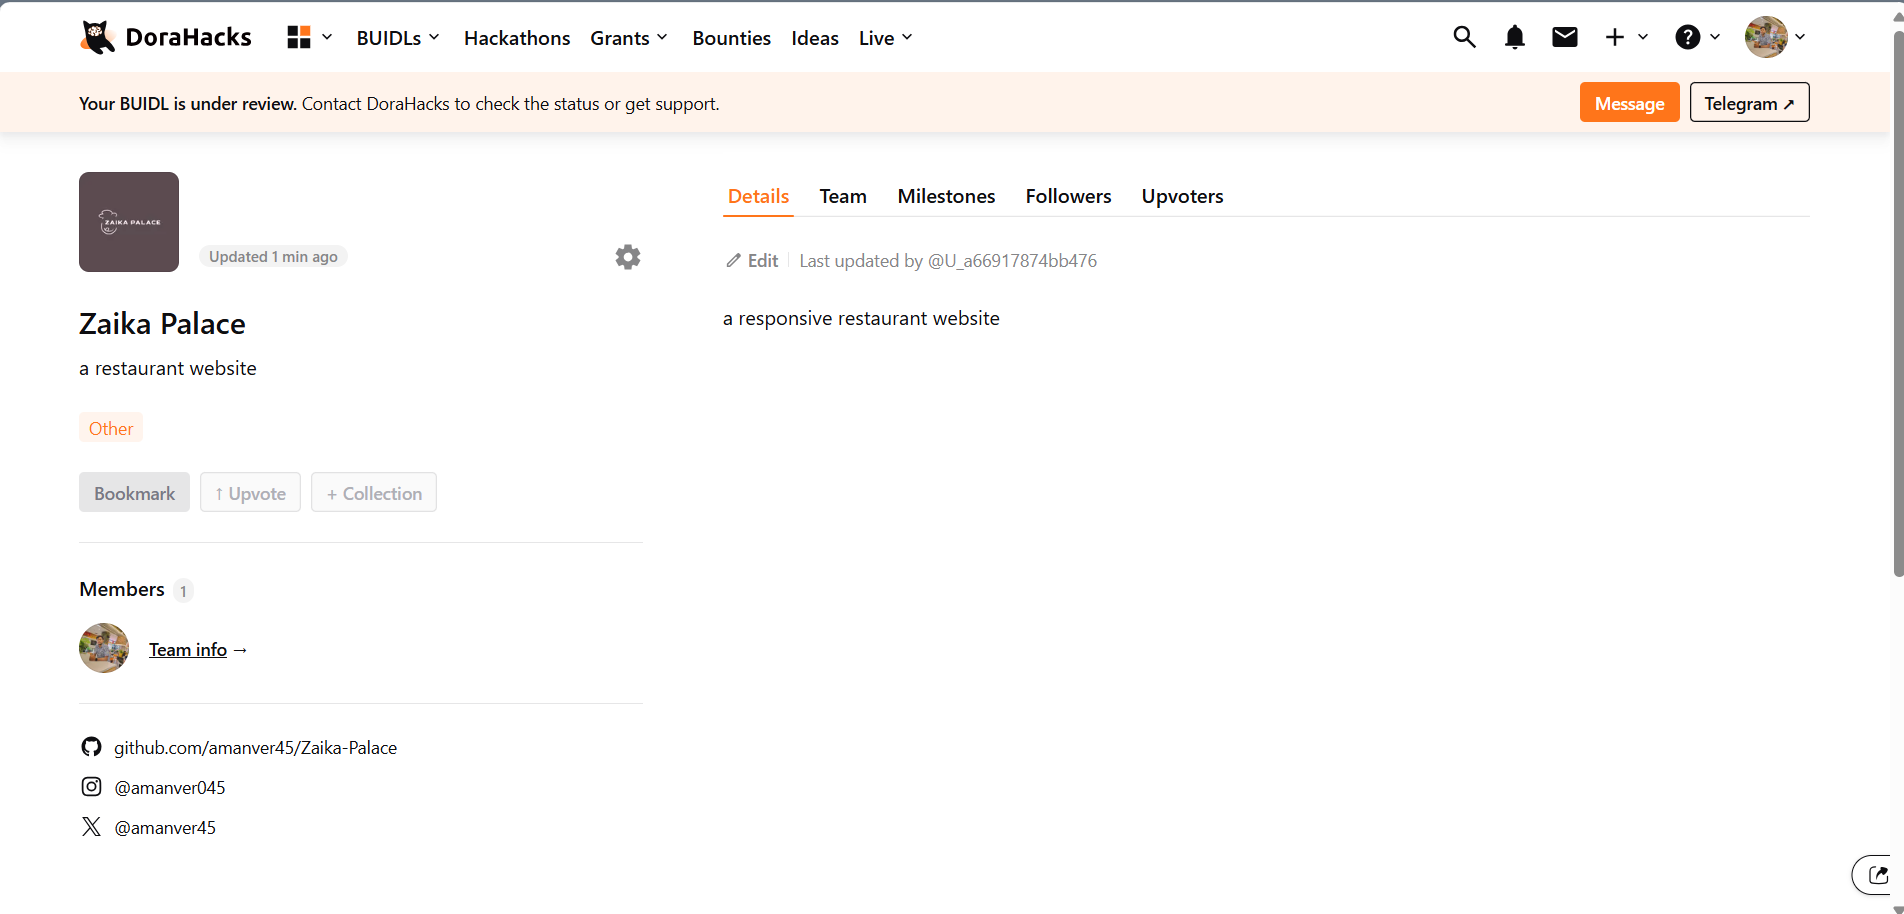 DoraHacks BUIDLs Hackathons Grants Bounties Ideas Live
Your BUIDL is under review. Contact DoraHacks to check the status or get support. Message Telegram ↗
ZAIKA PALACE
Updated 1 min ago
Zaika Palace
a restaurant website
Other
Bookmark ↑ Upvote + Collection
Members 1
Team info →
github.com/amanver45/Zaika-Palace
@amanver045
@amanver45
Details Team Milestones Followers Upvoters
Edit Last updated by @U_a66917874bb476
a responsive restaurant website